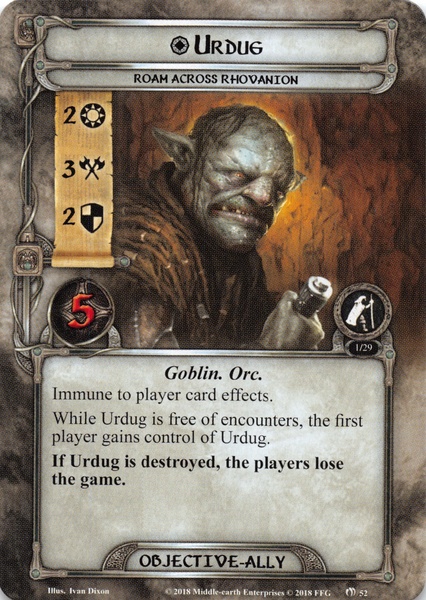 Urdug
Roam Across Rhovanion
2
3
2
5
1/29
Goblin. Orc.
Immune to player card effects.
While Urdug is free of encounters, the first
player gains control of Urdug.
If Urdug is destroyed, the players lose
the game.
Objective-Ally
Illus. Ivan Dixon
© 2018 Middle-earth Enterprises © 2018 FFG
52